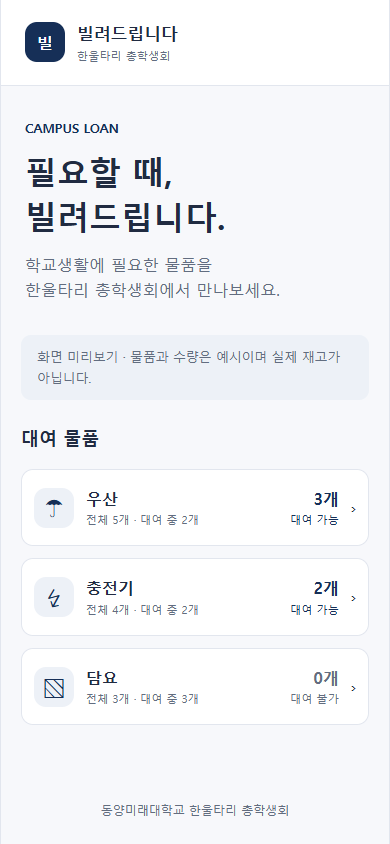 빌
빌려드립니다
한울타리 총학생회
CAMPUS LOAN
필요할 때,
빌려드립니다.
학교생활에 필요한 물품을
한울타리 총학생회에서 만나보세요.
화면 미리보기 · 물품과 수량은 예시이며 실제 재고가
아닙니다.
대여 물품
우산
전체 5개 · 대여 중 2개
3개
대여 가능
›
충전기
전체 4개 · 대여 중 2개
2개
대여 가능
›
담요
전체 3개 · 대여 중 3개
0개
대여 불가
›
동양미래대학교 한울타리 총학생회